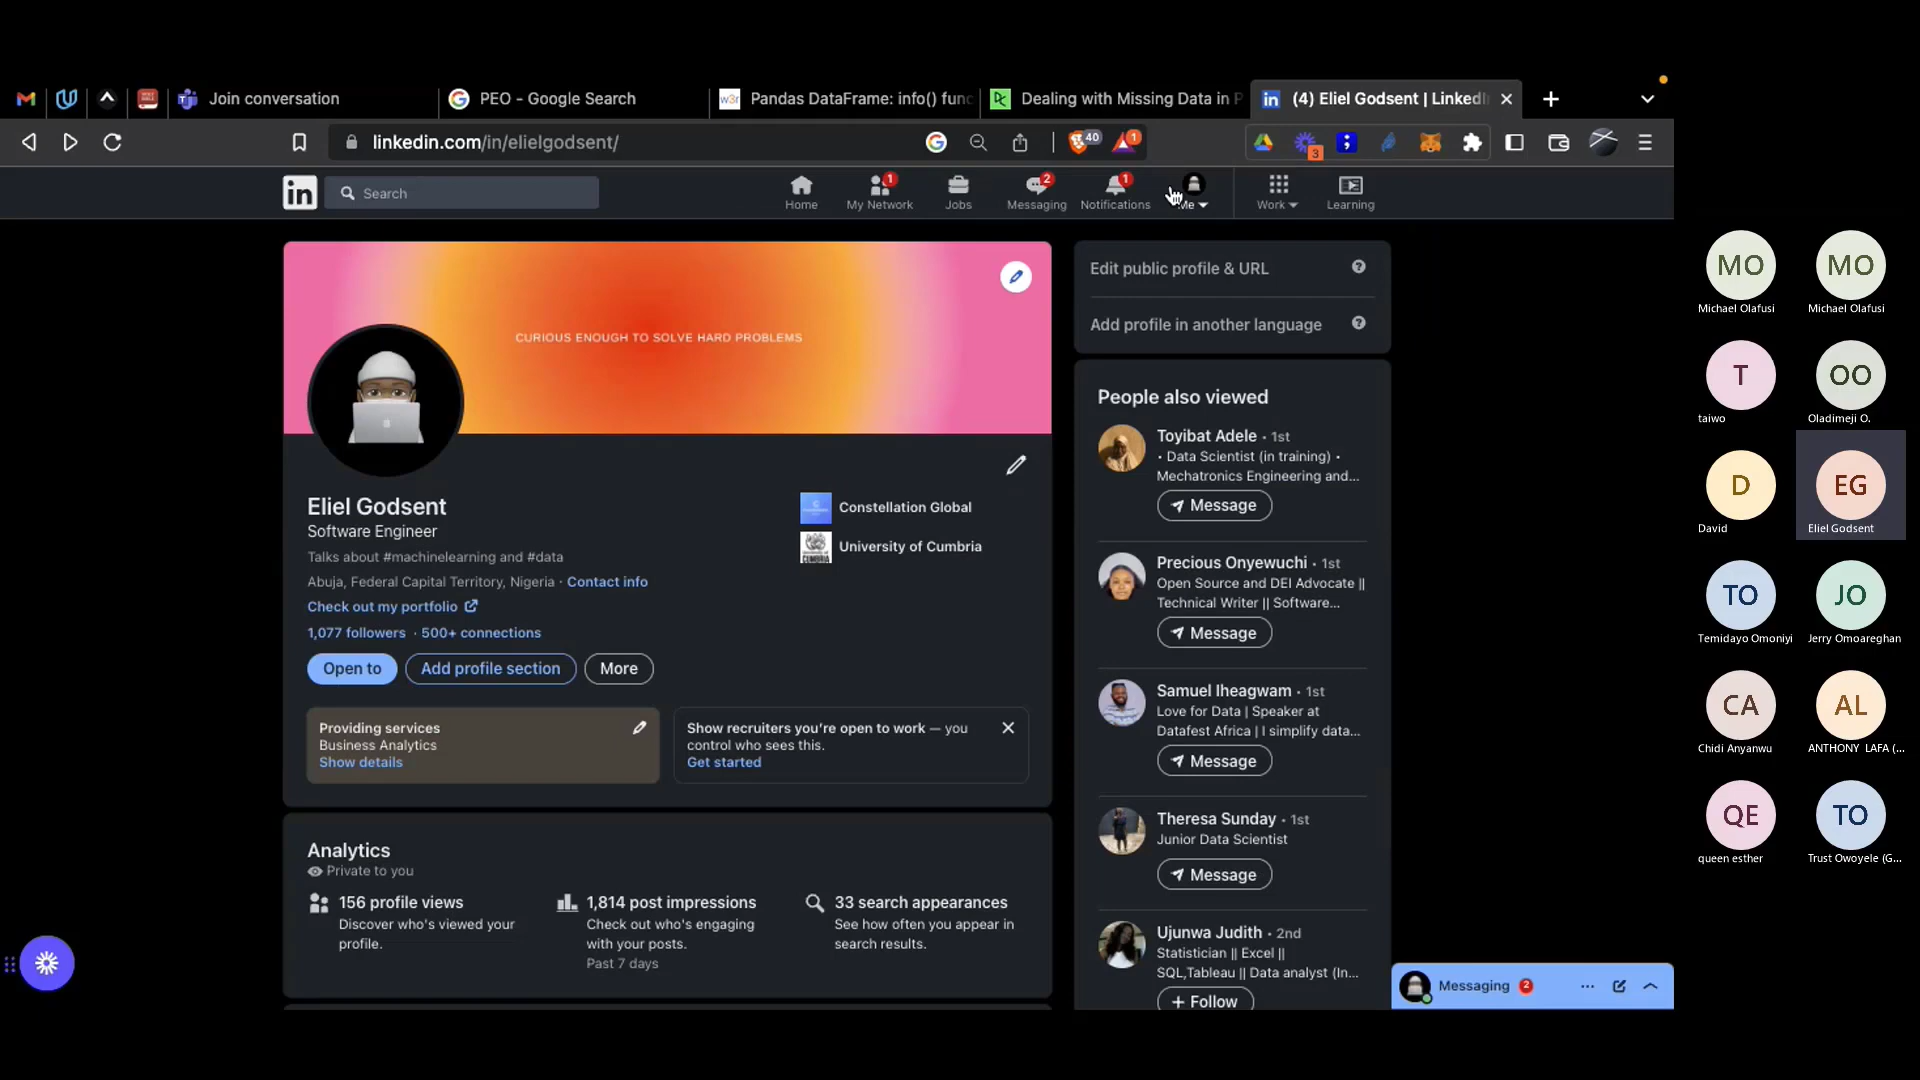 Join conversation
PEO - Google Search
w3r
Pandas DataFrame: info() func
Dealing with Missing Data in P
(4) Eliel Godsent | LinkedIn
linkedin.com/in/elielgodsent/
40
1
3
in
Search
Home
1
My Network
Jobs
2
Messaging
1
Notifications
Me
Work
Learning
CURIOUS ENOUGH TO SOLVE HARD PROBLEMS
Eliel Godsent
Software Engineer
Talks about #machinelearning and #data
Abuja, Federal Capital Territory, Nigeria · Contact info
Check out my portfolio
1,077 followers · 500+ connections
Open to
Add profile section
More
Constellation Global
University of Cumbria
Providing services
Business Analytics
Show details
Show recruiters you're open to work — you
control who sees this.
Get started
Analytics
Private to you
156 profile views
Discover who's viewed your
profile.
1,814 post impressions
Check out who's engaging
with your posts.
Past 7 days
33 search appearances
See how often you appear in
search results.
Edit public profile & URL
Add profile in another language
People also viewed
Toyibat Adele · 1st
• Data Scientist (in training) •
Mechatronics Engineering and...
Message
Precious Onyewuchi · 1st
Open Source and DEI Advocate ||
Technical Writer || Software...
Message
Samuel Iheagwam · 1st
Love for Data | Speaker at
Datafest Africa | I simplify data...
Message
Theresa Sunday · 1st
Junior Data Scientist
Message
Ujunwa Judith · 2nd
Statistician || Excel ||
SQL,Tableau || Data analyst (In...
+ Follow
Messaging 2
MO
Michael Olafusi
MO
Michael Olafusi
T
taiwo
OO
Oladimeji O.
D
David
EG
Eliel Godsent
TO
Temidayo Omoniyi
JO
Jerry Omoareghan
CA
Chidi Anyanwu
AL
ANTHONY LAFA (...
QE
queen esther
TO
Trust Owoyele (G...